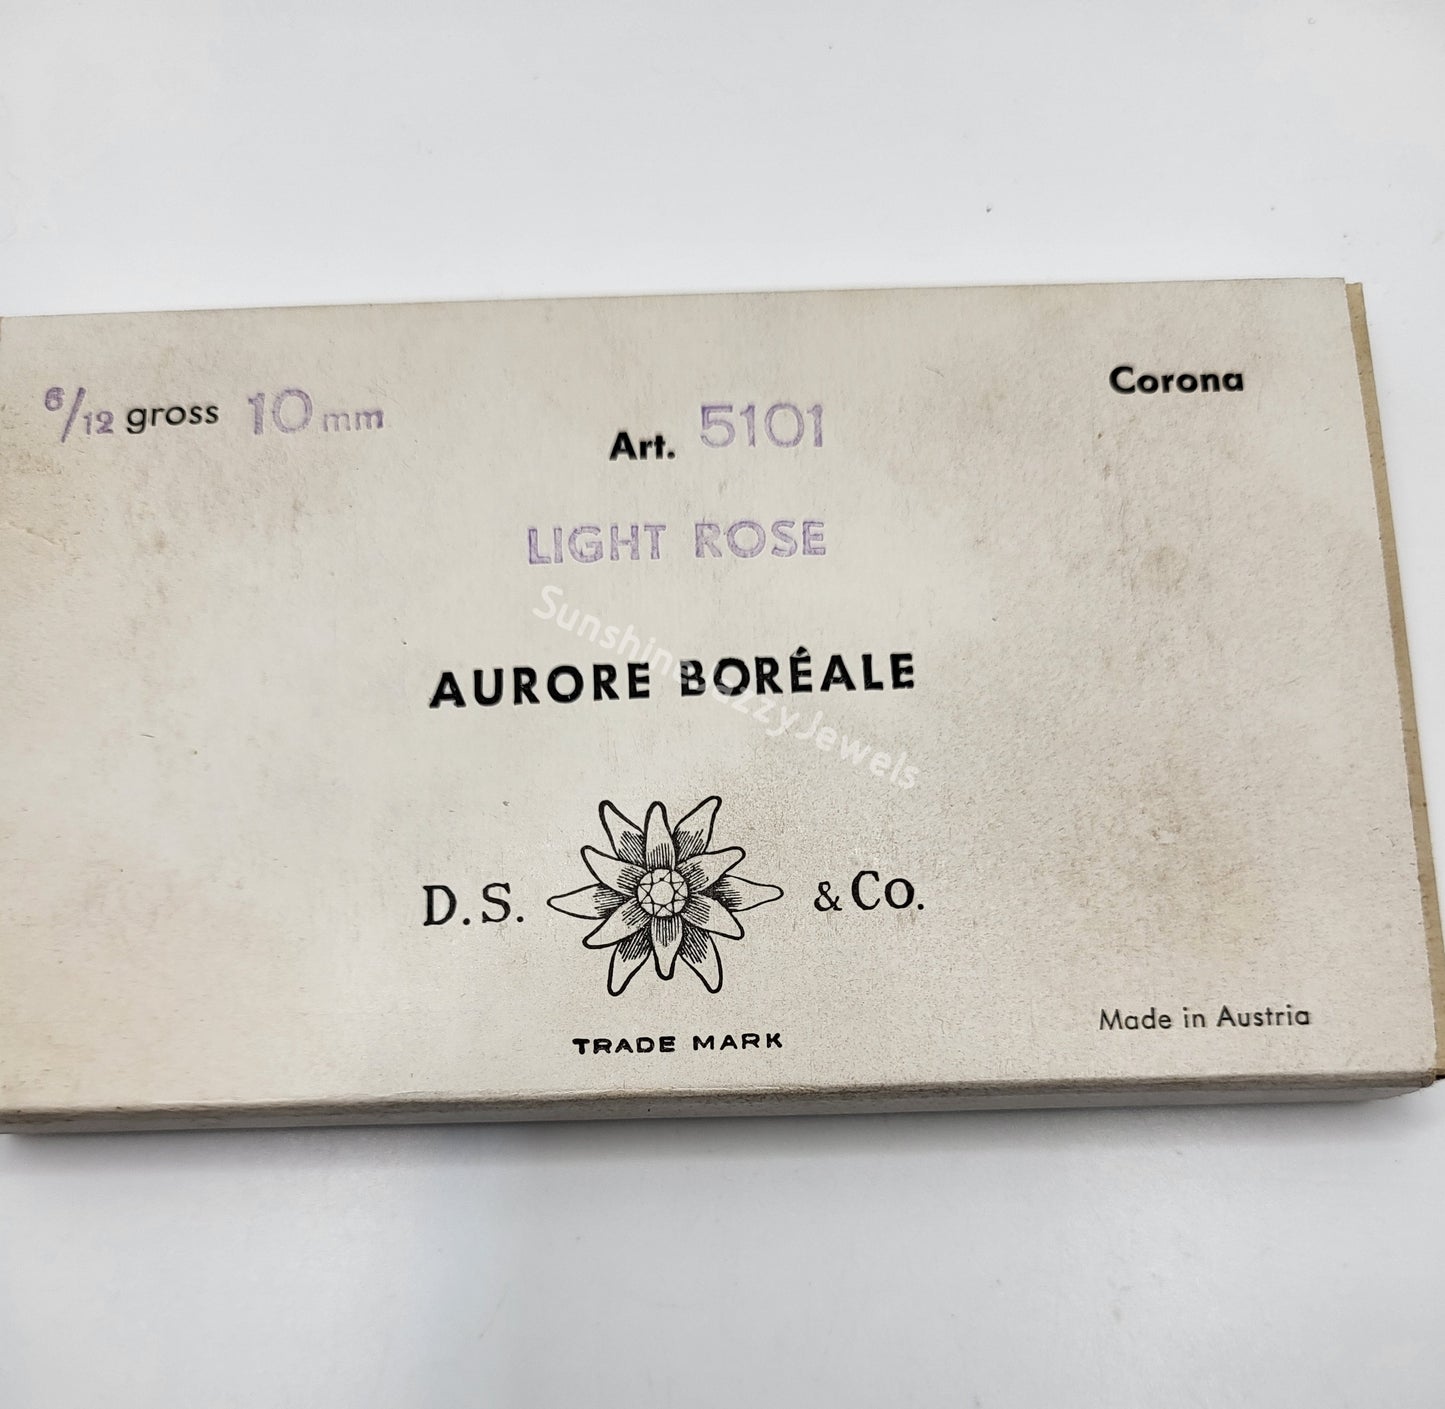 6/12 gross 10 mm
Corona
Art. 5101
LIGHT ROSE
AURORE BORÉALE
D.S. & Co.
TRADE MARK
Made in Austria